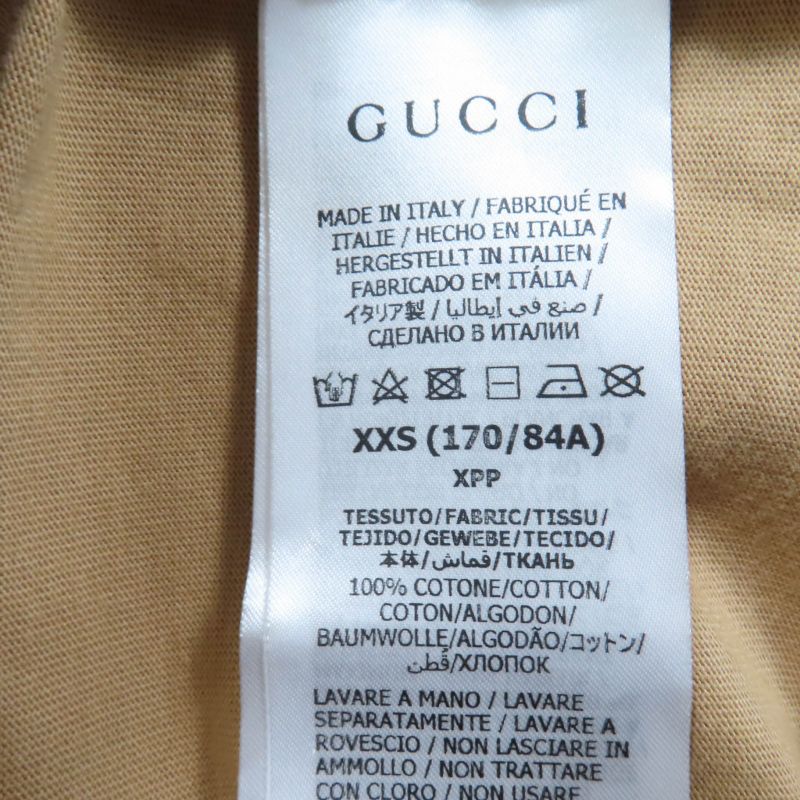 GUCCI
MADE IN ITALY / FABRIQUÉ EN
ITALIE / HECHO EN ITALIA /
HERGESTELLT IN ITALIEN /
FABRICADO EM ITÁLIA /
イタリア製 / صنع في إيطاليا /
СДЕЛАНО В ИТАЛИИ
XXS (170/84A)
XPP
TESSUTO/FABRIC/TISSU/
TEJIDO/GEWEBE/TECIDO/
本体/قماش/ТКАНЬ
100% COTONE/COTTON/
COTON/ALGODON/
BAUMWOLLE/ALGODÃO/コットン/
قطن/ХЛОПОК
LAVARE A MANO / LAVARE
SEPARATAMENTE / LAVARE A
ROVESCIO / NON LASCIARE IN
AMMOLLO / NON TRATTARE
CON CLORO / NON USARE